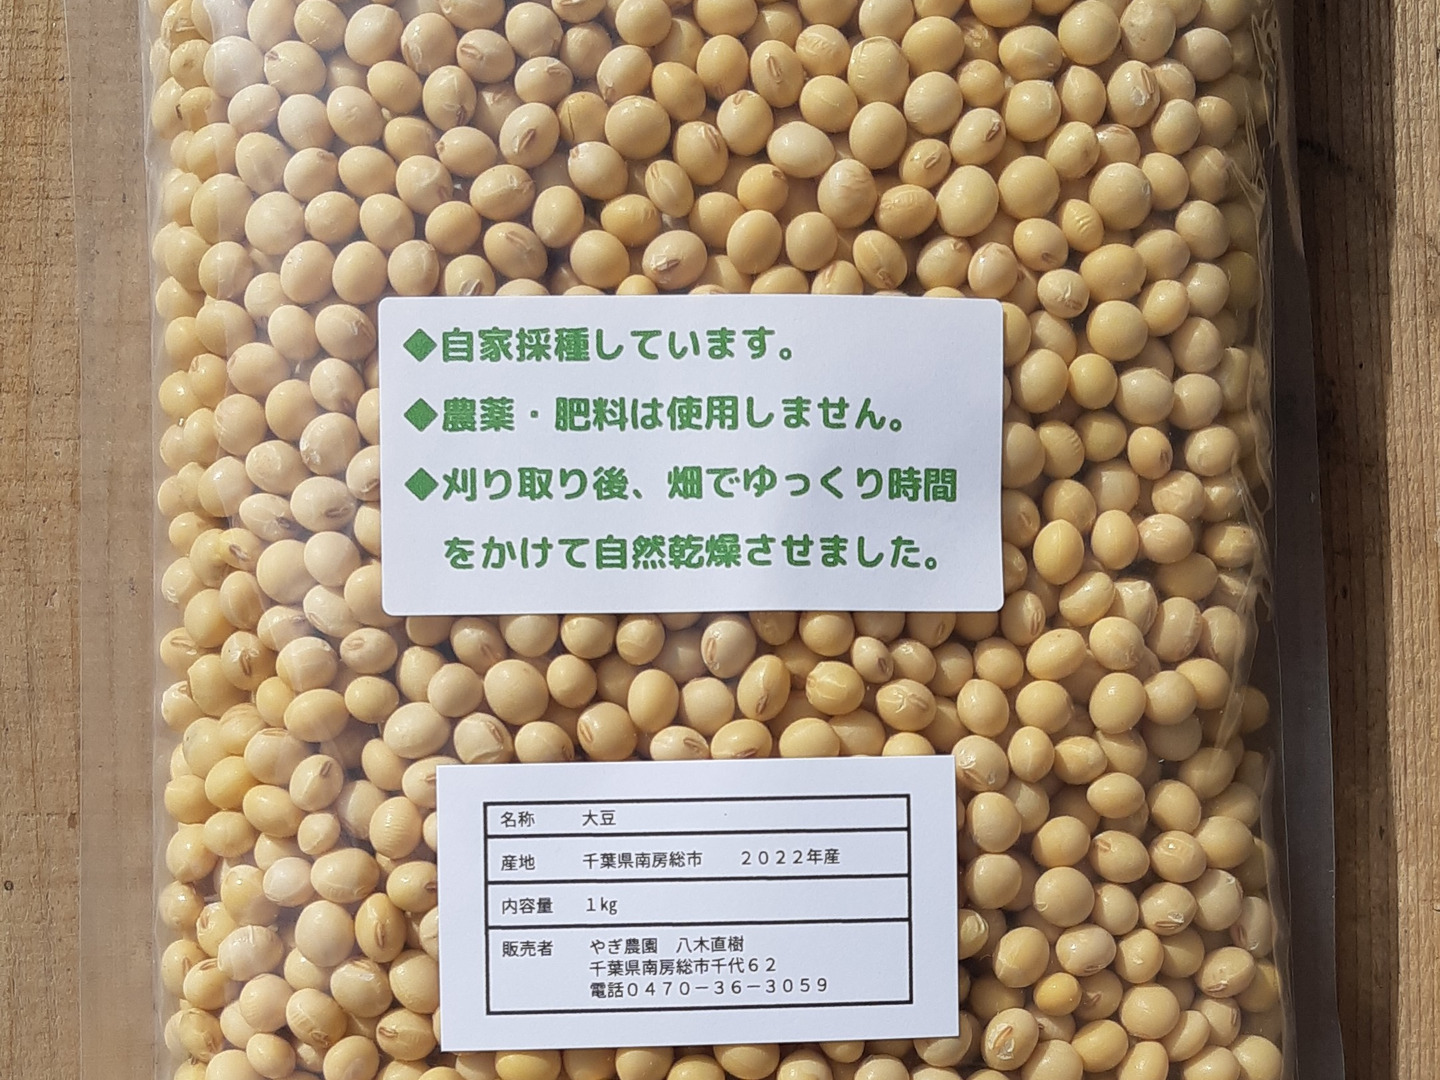 ◆自家採種しています。
◆農薬・肥料は使用しません。
◆刈り取り後、畑でゆっくり時間
をかけて自然乾燥させました。
名称 大豆
産地 千葉県南房総市 ２０２２年産
内容量 １㎏
販売者 やぎ農園 八木直樹
千葉県南房総市千代６２
電話０４７０－３６－３０５９